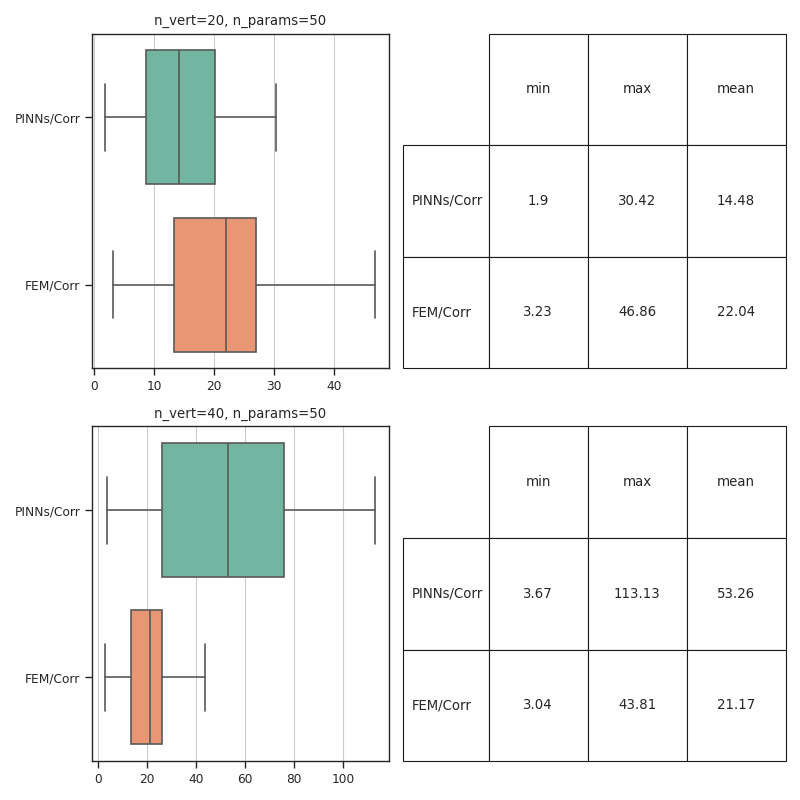 n_vert=20, n_params=50
PINNs/Corr
FEM/Corr
0 10 20 30 40
min max mean
PINNs/Corr 1.9 30.42 14.48
FEM/Corr 3.23 46.86 22.04
n_vert=40, n_params=50
PINNs/Corr
FEM/Corr
0 20 40 60 80 100
min max mean
PINNs/Corr 3.67 113.13 53.26
FEM/Corr 3.04 43.81 21.17